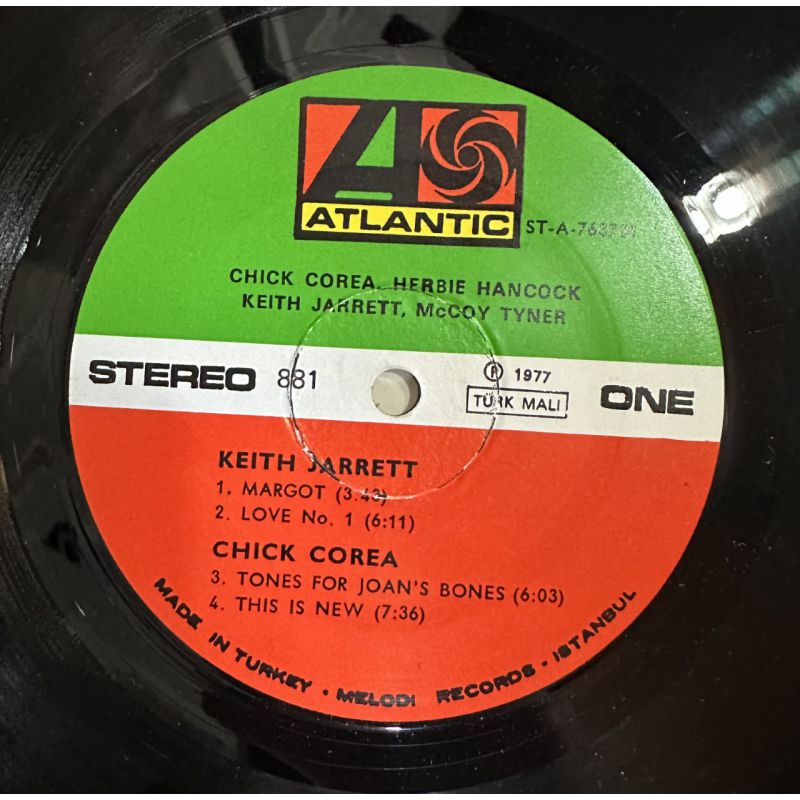 ATLANTIC
CHICK COREA, HERBIE HANCOCK
KEITH JARRETT, McCOY TYNER
STEREO 881
Ⓟ 1977
TÜRK MALI
ONE
KEITH JARRETT
1. MARGOT (3.43)
2. LOVE No. 1 (6:11)
CHICK COREA
3. TONES FOR JOAN'S BONES (6:03)
4. THIS IS NEW (7:36)
MADE IN TURKEY · MELODI RECORDS · ISTANBUL